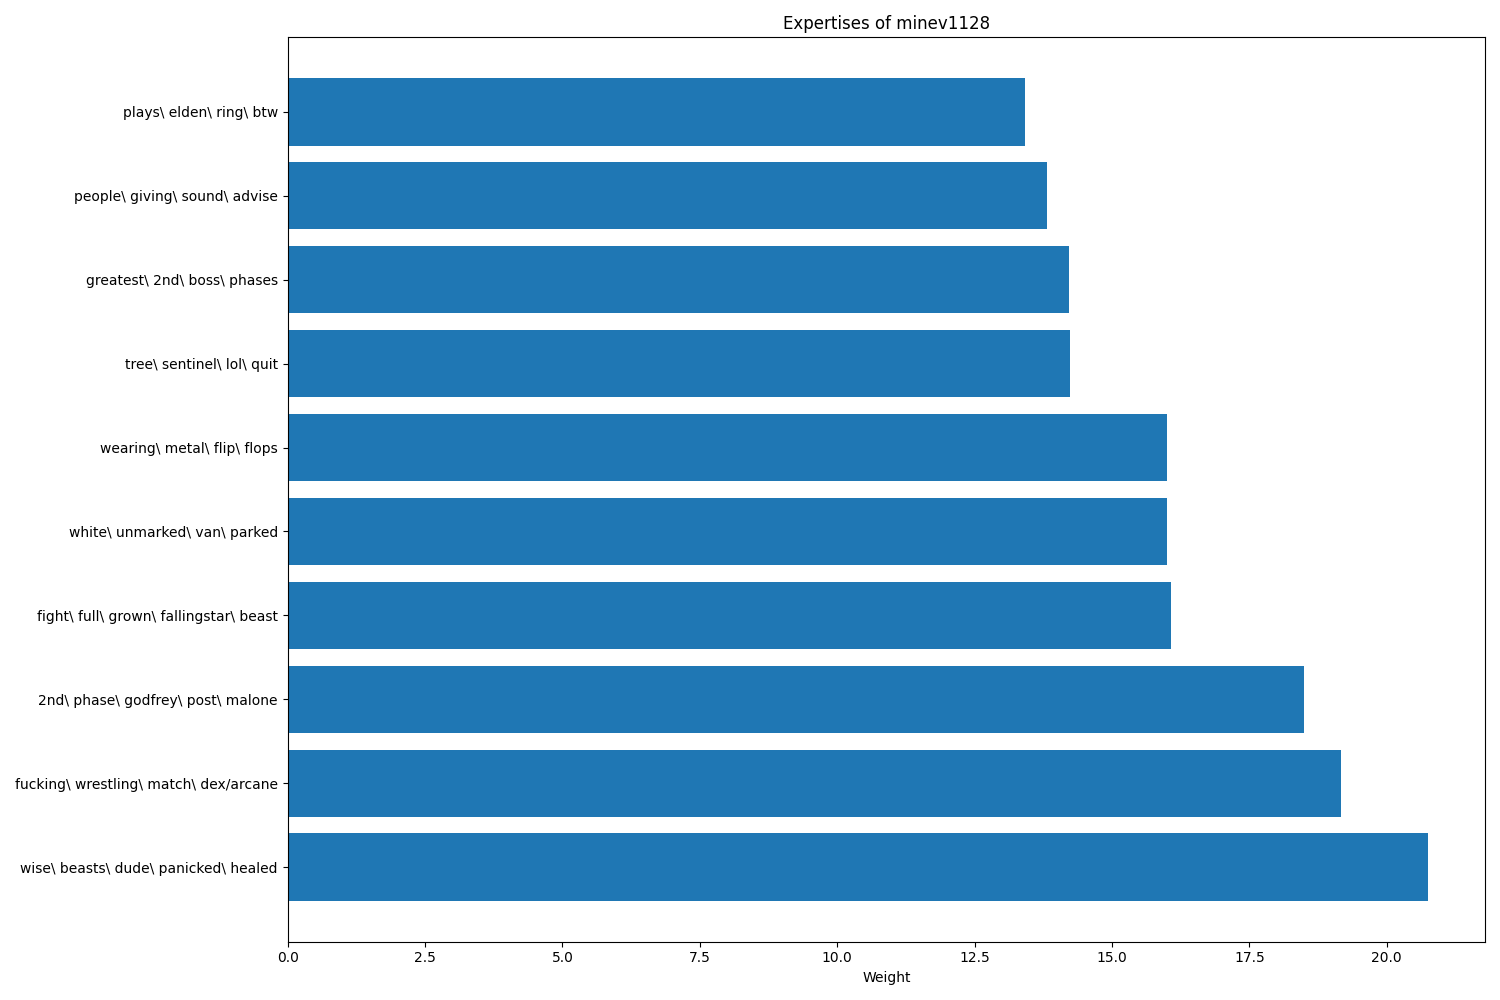 Expertises of minev1128
plays\ elden\ ring\ btw
people\ giving\ sound\ advise
greatest\ 2nd\ boss\ phases
tree\ sentinel\ lol\ quit
wearing\ metal\ flip\ flops
white\ unmarked\ van\ parked
fight\ full\ grown\ fallingstar\ beast
2nd\ phase\ godfrey\ post\ malone
fucking\ wrestling\ match\ dex/arcane
wise\ beasts\ dude\ panicked\ healed
0.0 2.5 5.0 7.5 10.0 12.5 15.0 17.5 20.0
Weight